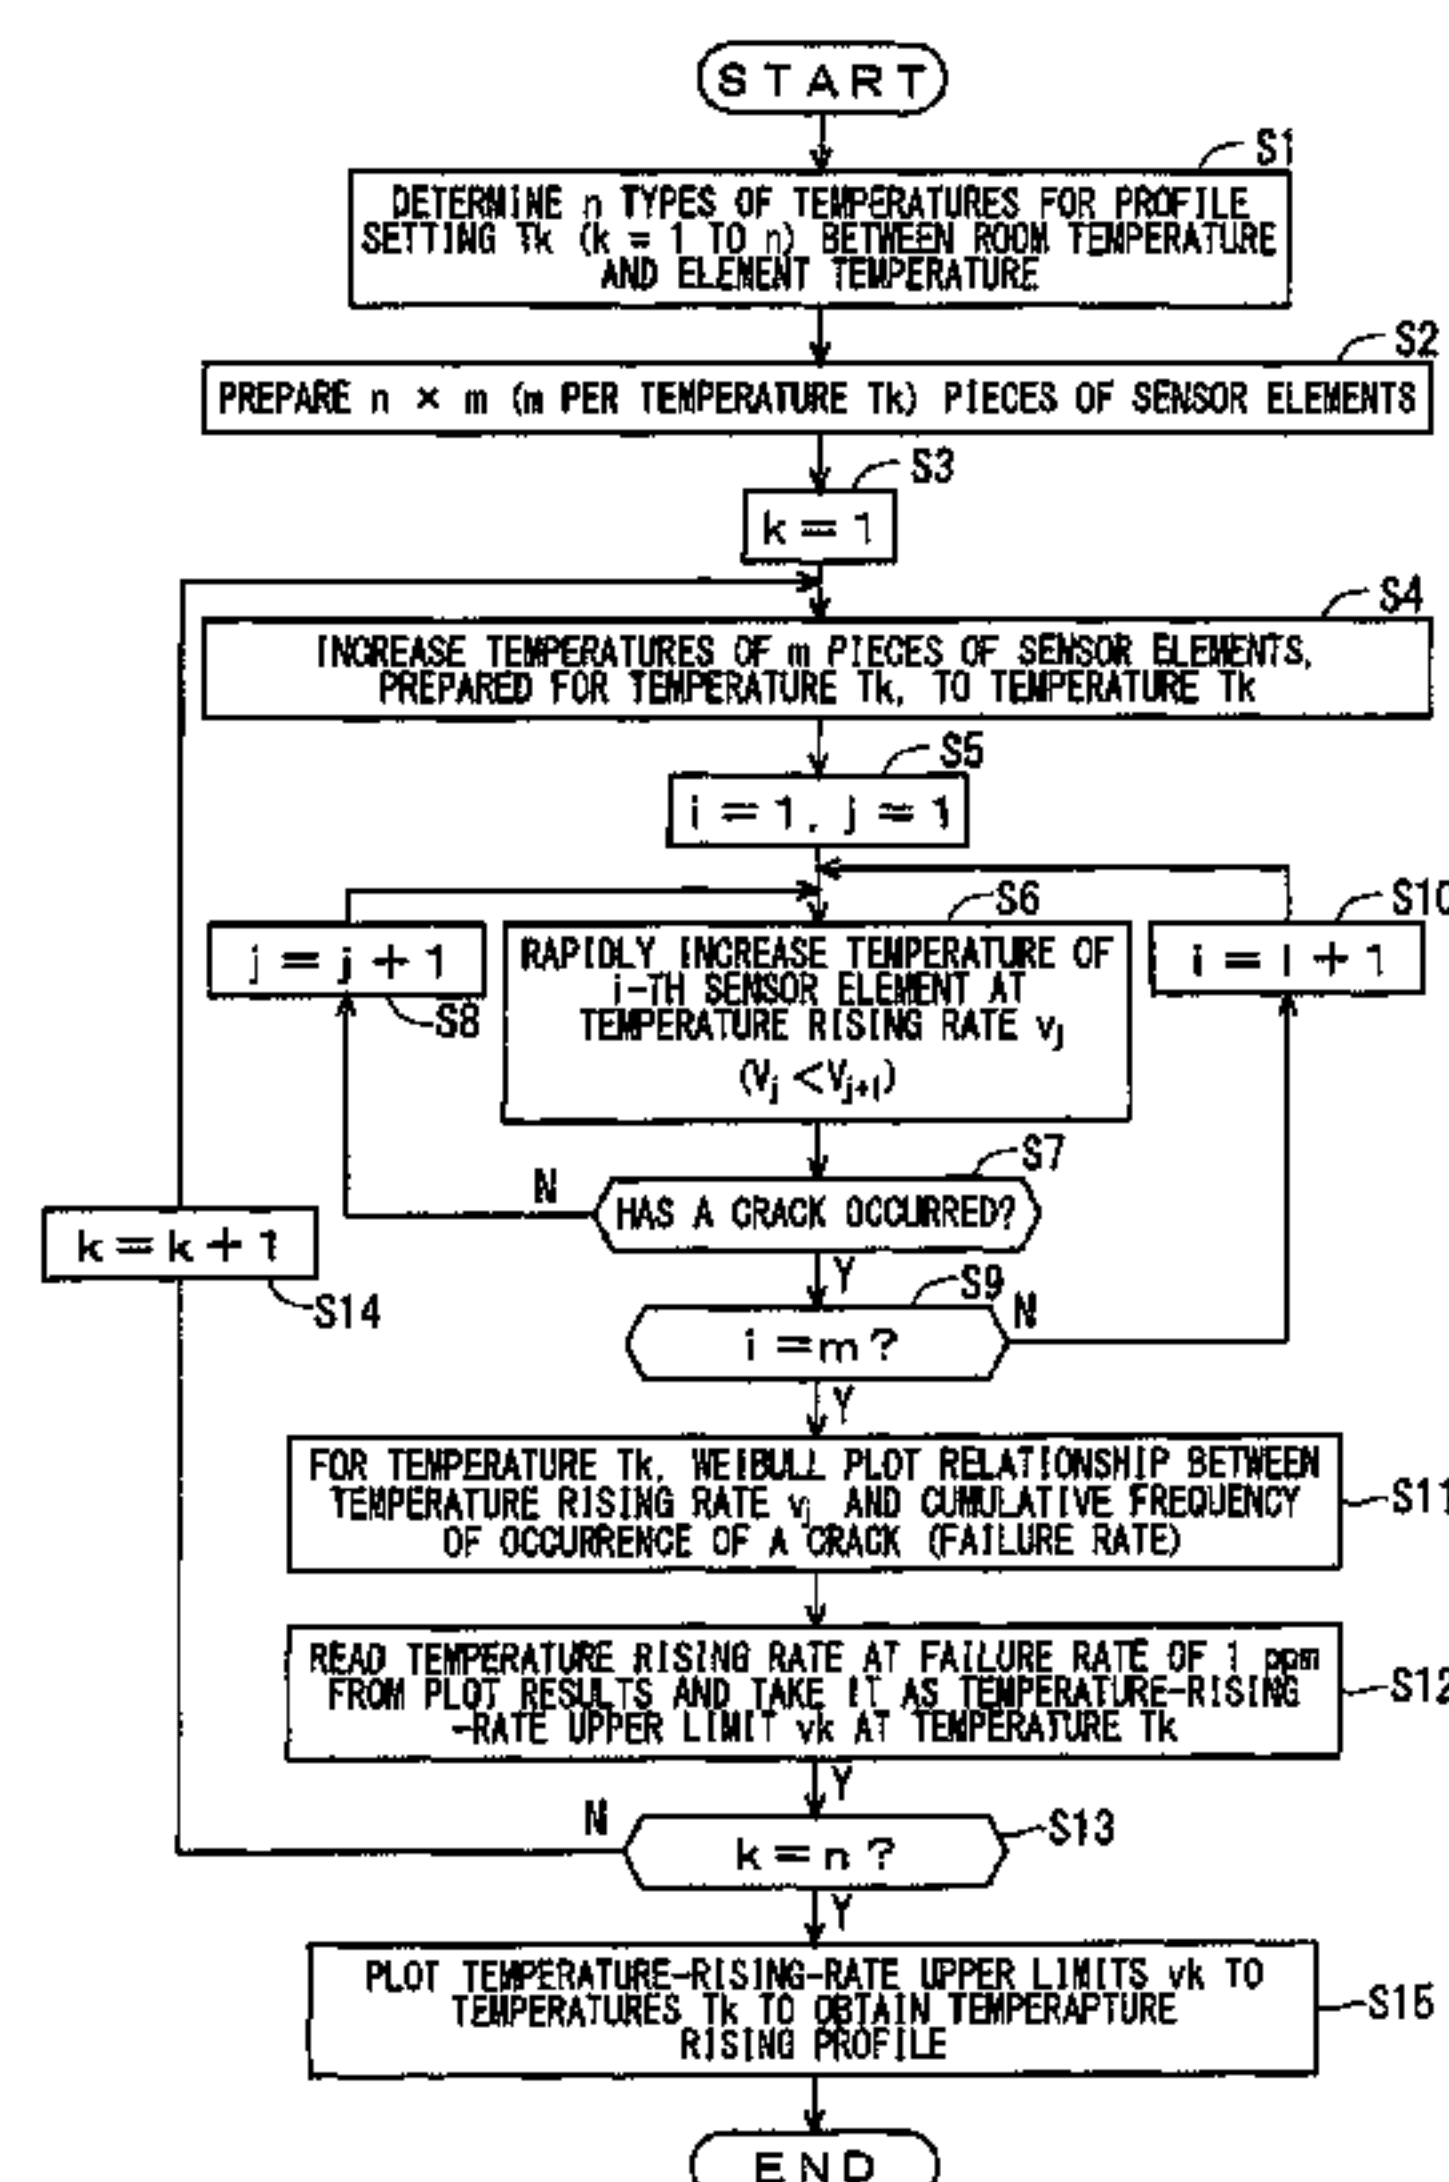 START
S1
DETERMINE n TYPES OF TEMPERATURES FOR PROFILE
SETTING Tk (k = 1 TO n) BETWEEN ROOM TEMPERATURE
AND ELEMENT TEMPERATURE
S2
PREPARE n × m (m PER TEMPERATURE Tk) PIECES OF SENSOR ELEMENTS
S3
k = 1
S4
INCREASE TEMPERATURES OF m PIECES OF SENSOR ELEMENTS,
PREPARED FOR TEMPERATURE Tk, TO TEMPERATURE Tk
S5
i = 1, j = 1
S6
RAPIDLY INCREASE TEMPERATURE OF
i-TH SENSOR ELEMENT AT
TEMPERATURE RISING RATE vj
(Vj <Vj+1)
j = j + 1
S8
S10
i = i + 1
S7
HAS A CRACK OCCURRED?
N
Y
k = k + 1
S14
S9
i = m ?
N
Y
FOR TEMPERATURE Tk, WEIBULL PLOT RELATIONSHIP BETWEEN
TEMPERATURE RISING RATE vj AND CUMULATIVE FREQUENCY
OF OCCURRENCE OF A CRACK (FAILURE RATE)
S11
READ TEMPERATURE RISING RATE AT FAILURE RATE OF 1 ppm
FROM PLOT RESULTS AND TAKE IT AS TEMPERATURE-RISING
-RATE UPPER LIMIT vk AT TEMPERATURE Tk
S12
Y
N
k = n ?
S13
Y
PLOT TEMPERATURE-RISING-RATE UPPER LIMITS vk TO
TEMPERATURES Tk TO OBTAIN TEMPERAPTURE
RISING PROFILE
S15
END